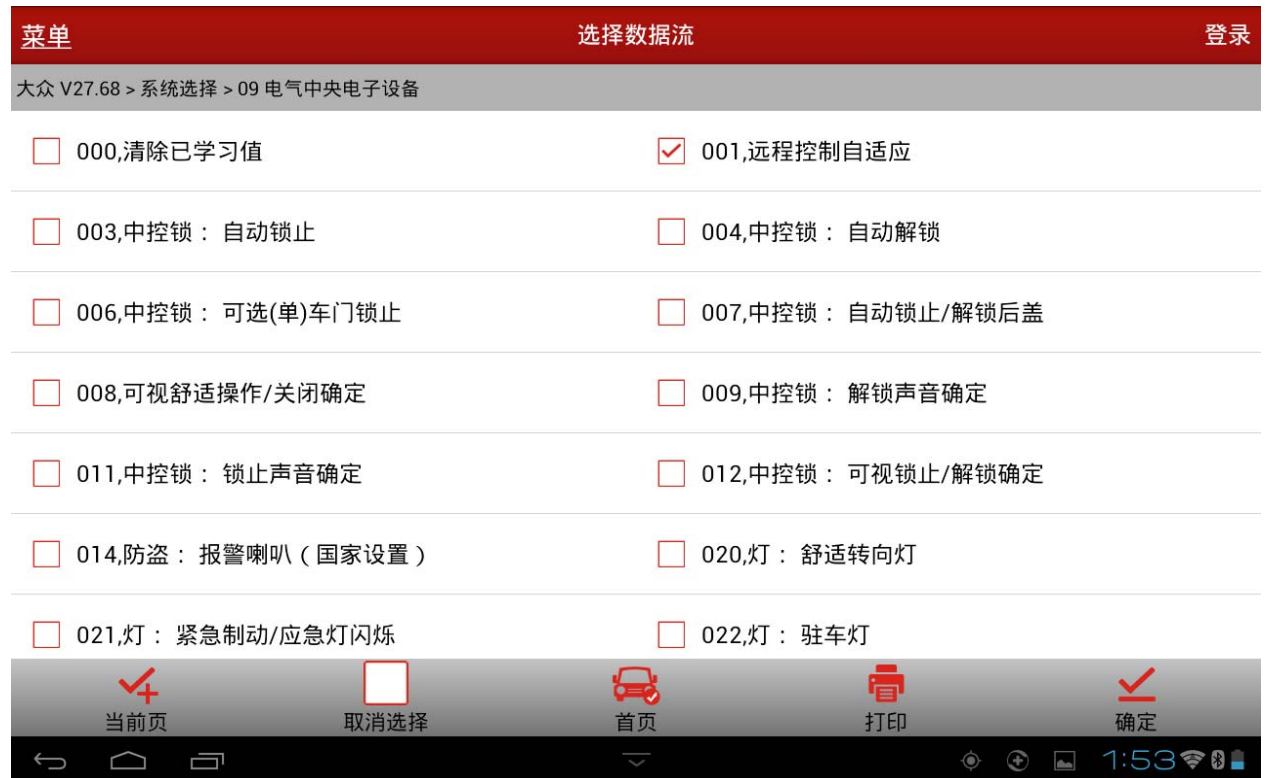 菜单 选择数据流 登录
大众 V27.68 > 系统选择 > 09 电气中央电子设备
000,清除已学习值 001,远程控制自适应
003,中控锁： 自动锁止 004,中控锁： 自动解锁
006,中控锁： 可选(单)车门锁止 007,中控锁： 自动锁止/解锁后盖
008,可视舒适操作/关闭确定 009,中控锁： 解锁声音确定
011,中控锁： 锁止声音确定 012,中控锁： 可视锁止/解锁确定
014,防盗： 报警喇叭（国家设置） 020,灯： 舒适转向灯
021,灯： 紧急制动/应急灯闪烁 022,灯： 驻车灯
当前页 取消选择 首页 打印 确定
1:53